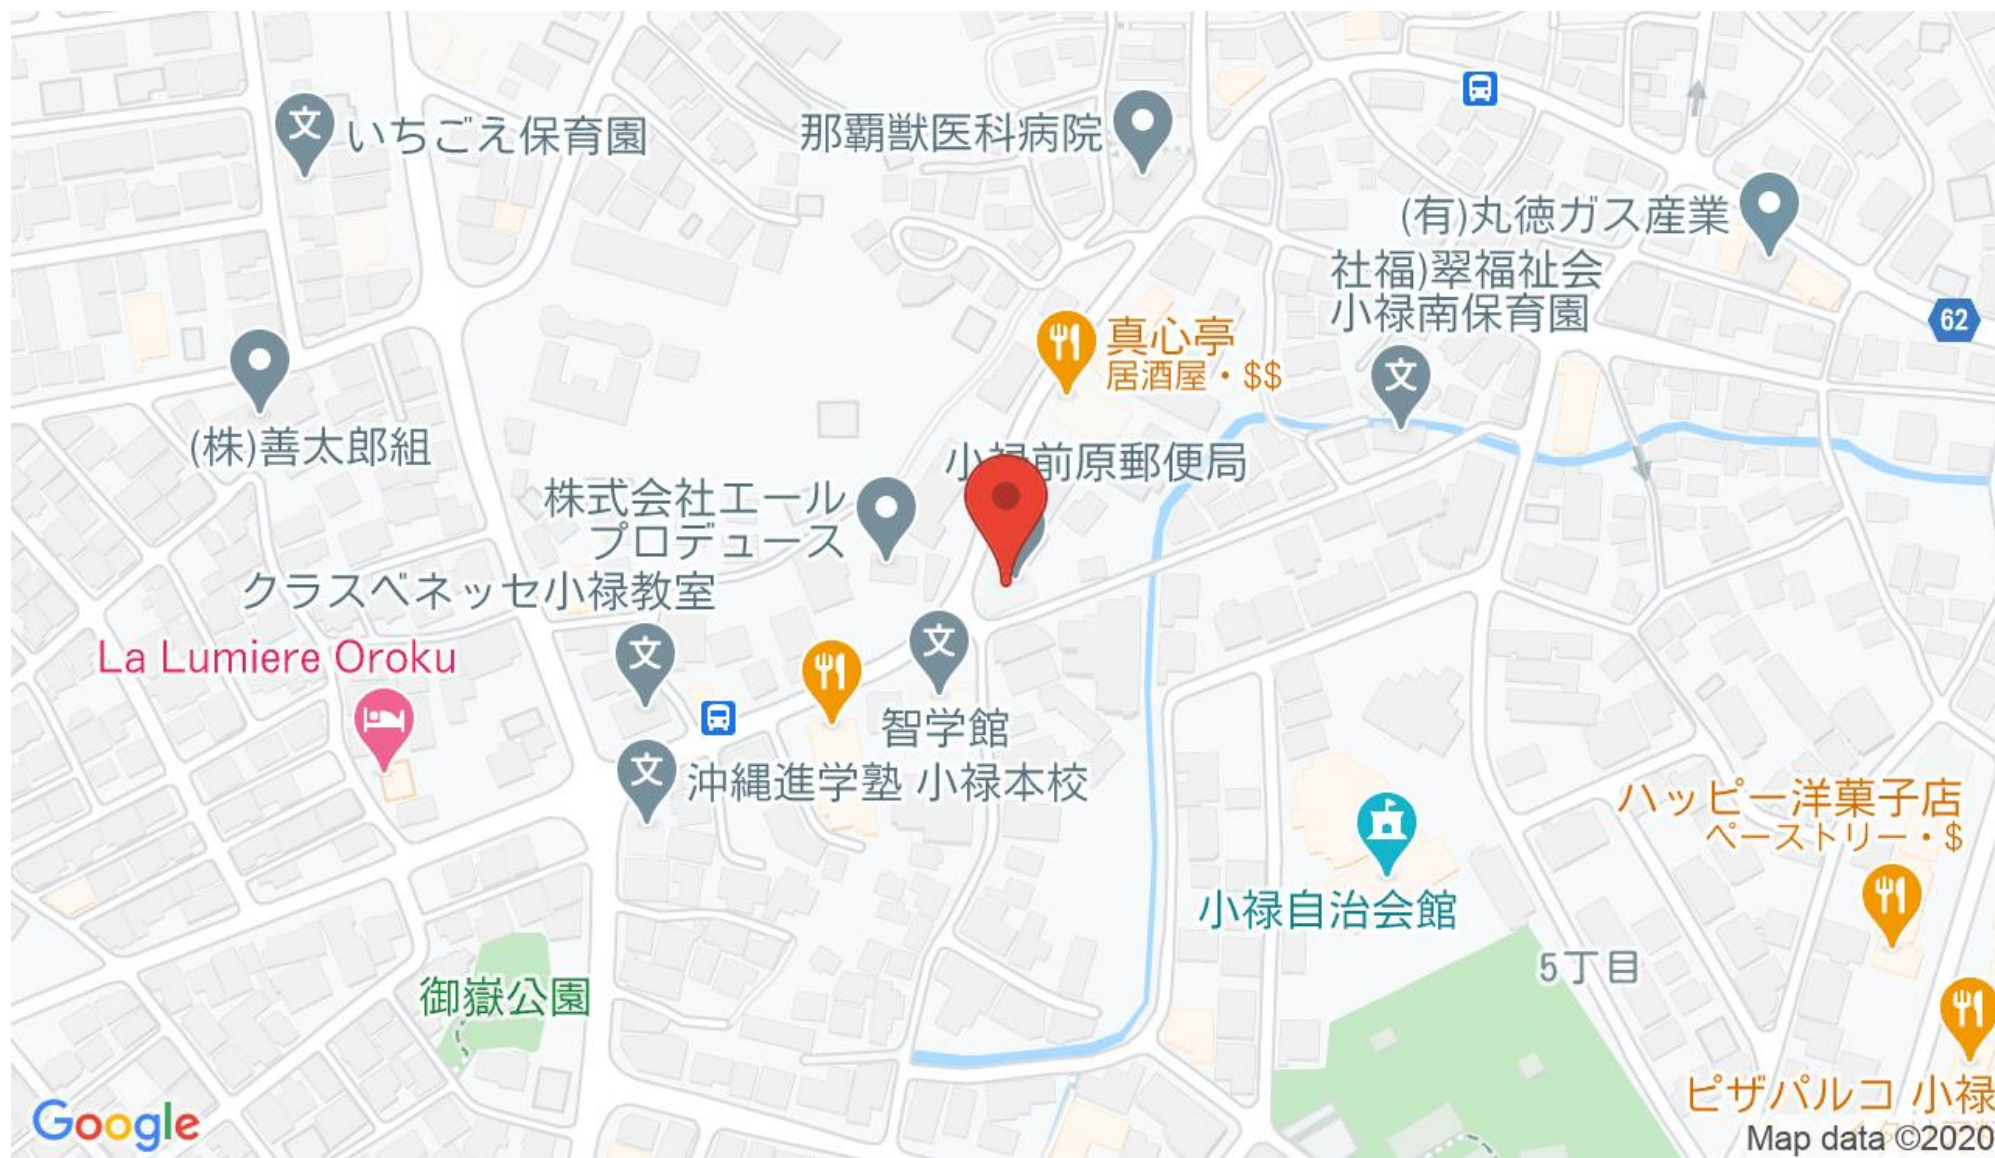 いちごえ保育園
那覇獣医科病院
(有)丸徳ガス産業
社福)翠福祉会
小禄南保育園
62
真心亭
居酒屋・$$
(株)善太郎組
小禄前原郵便局
株式会社エール
プロデュース
クラスベネッセ小禄教室
La Lumiere Oroku
智学館
沖縄進学塾 小禄本校
ハッピー洋菓子店
ペーストリー・$
小禄自治会館
5丁目
御嶽公園
ピザパルコ 小禄
Google
Map data ©2020